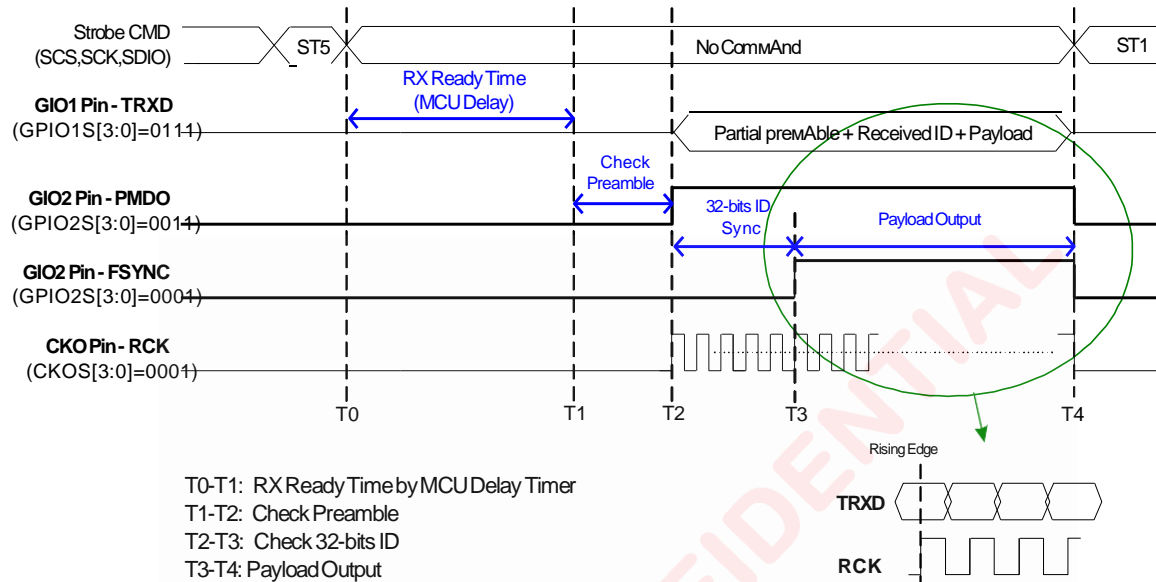 Strobe CMD
(SCS,SCK,SDIO)
ST5
No ComMAnd
ST1
RX Ready Time
(MCU Delay)
GIO1 Pin - TRXD
(GPIO1S[3:0]=0111)
Partial preMAble + Received ID + Payload
Check
Preamble
GIO2 Pin - PMDO
(GPIO2S[3:0]=0011)
32-bits ID
Sync
Payload Output
GIO2 Pin - FSYNC
(GPIO2S[3:0]=0001)
CKO Pin - RCK
(CKOS[3:0]=0001)
T0
T1
T2
T3
T4
Rising Edge
T0-T1: RX Ready Time by MCU Delay Timer
T1-T2: Check Preamble
T2-T3: Check 32-bits ID
T3-T4: Payload Output
TRXD
RCK
FIDENTIAL